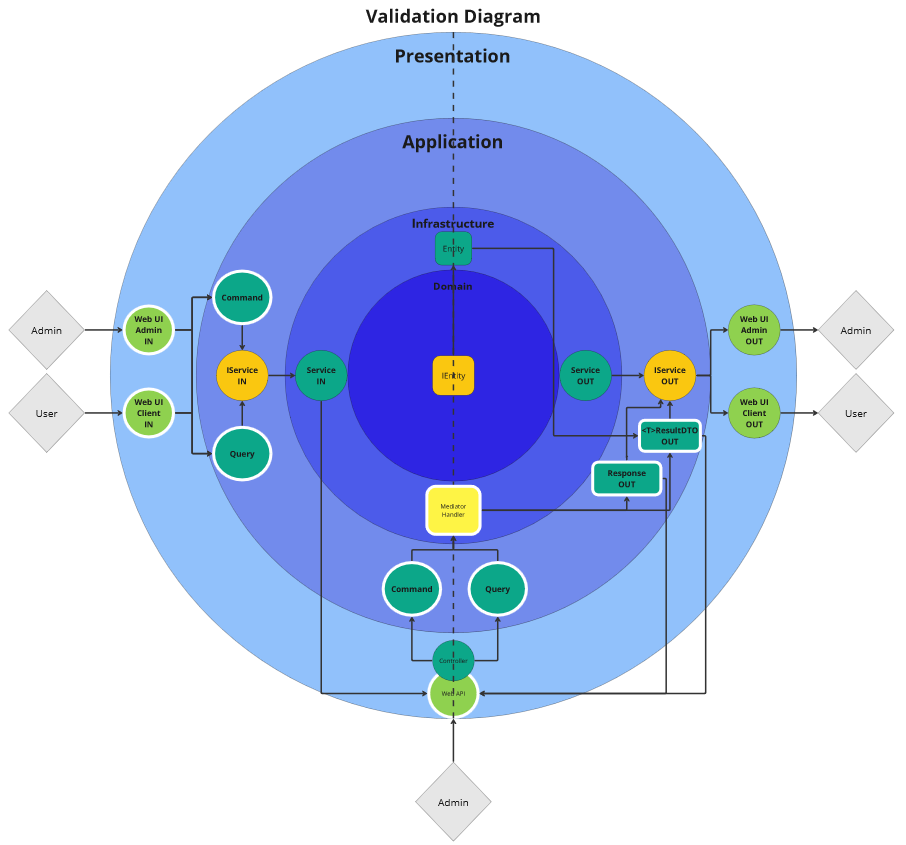 Validation Diagram
Presentation
Application
Infrastructure
Entity
Domain
Command
Admin
Web UI
Admin
IN
Web UI
Admin
OUT
Admin
IService
IN
Service
IN
IEntity
Service
OUT
IService
OUT
User
Web UI
Client
IN
Web UI
Client
OUT
User
Query
<T>ResultDTO
OUT
Response
OUT
Mediator
Handler
Command
Query
Controller
Web API
Admin